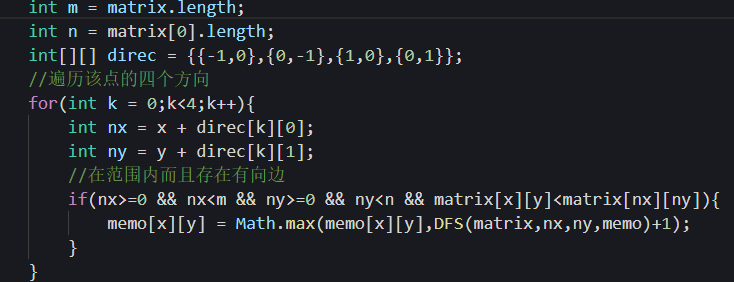 int m = matrix.length;
int n = matrix[0].length;
int[][] direc = {{-1,0},{0,-1},{1,0},{0,1}};
//遍历该点的四个方向
for(int k = 0;k<4;k++){
int nx = x + direc[k][0];
int ny = y + direc[k][1];
//在范围内而且存在有向边
if(nx>=0 && nx<m && ny>=0 && ny<n && matrix[x][y]<matrix[nx][ny]){
memo[x][y] = Math.max(memo[x][y],DFS(matrix,nx,ny,memo)+1);
}
}